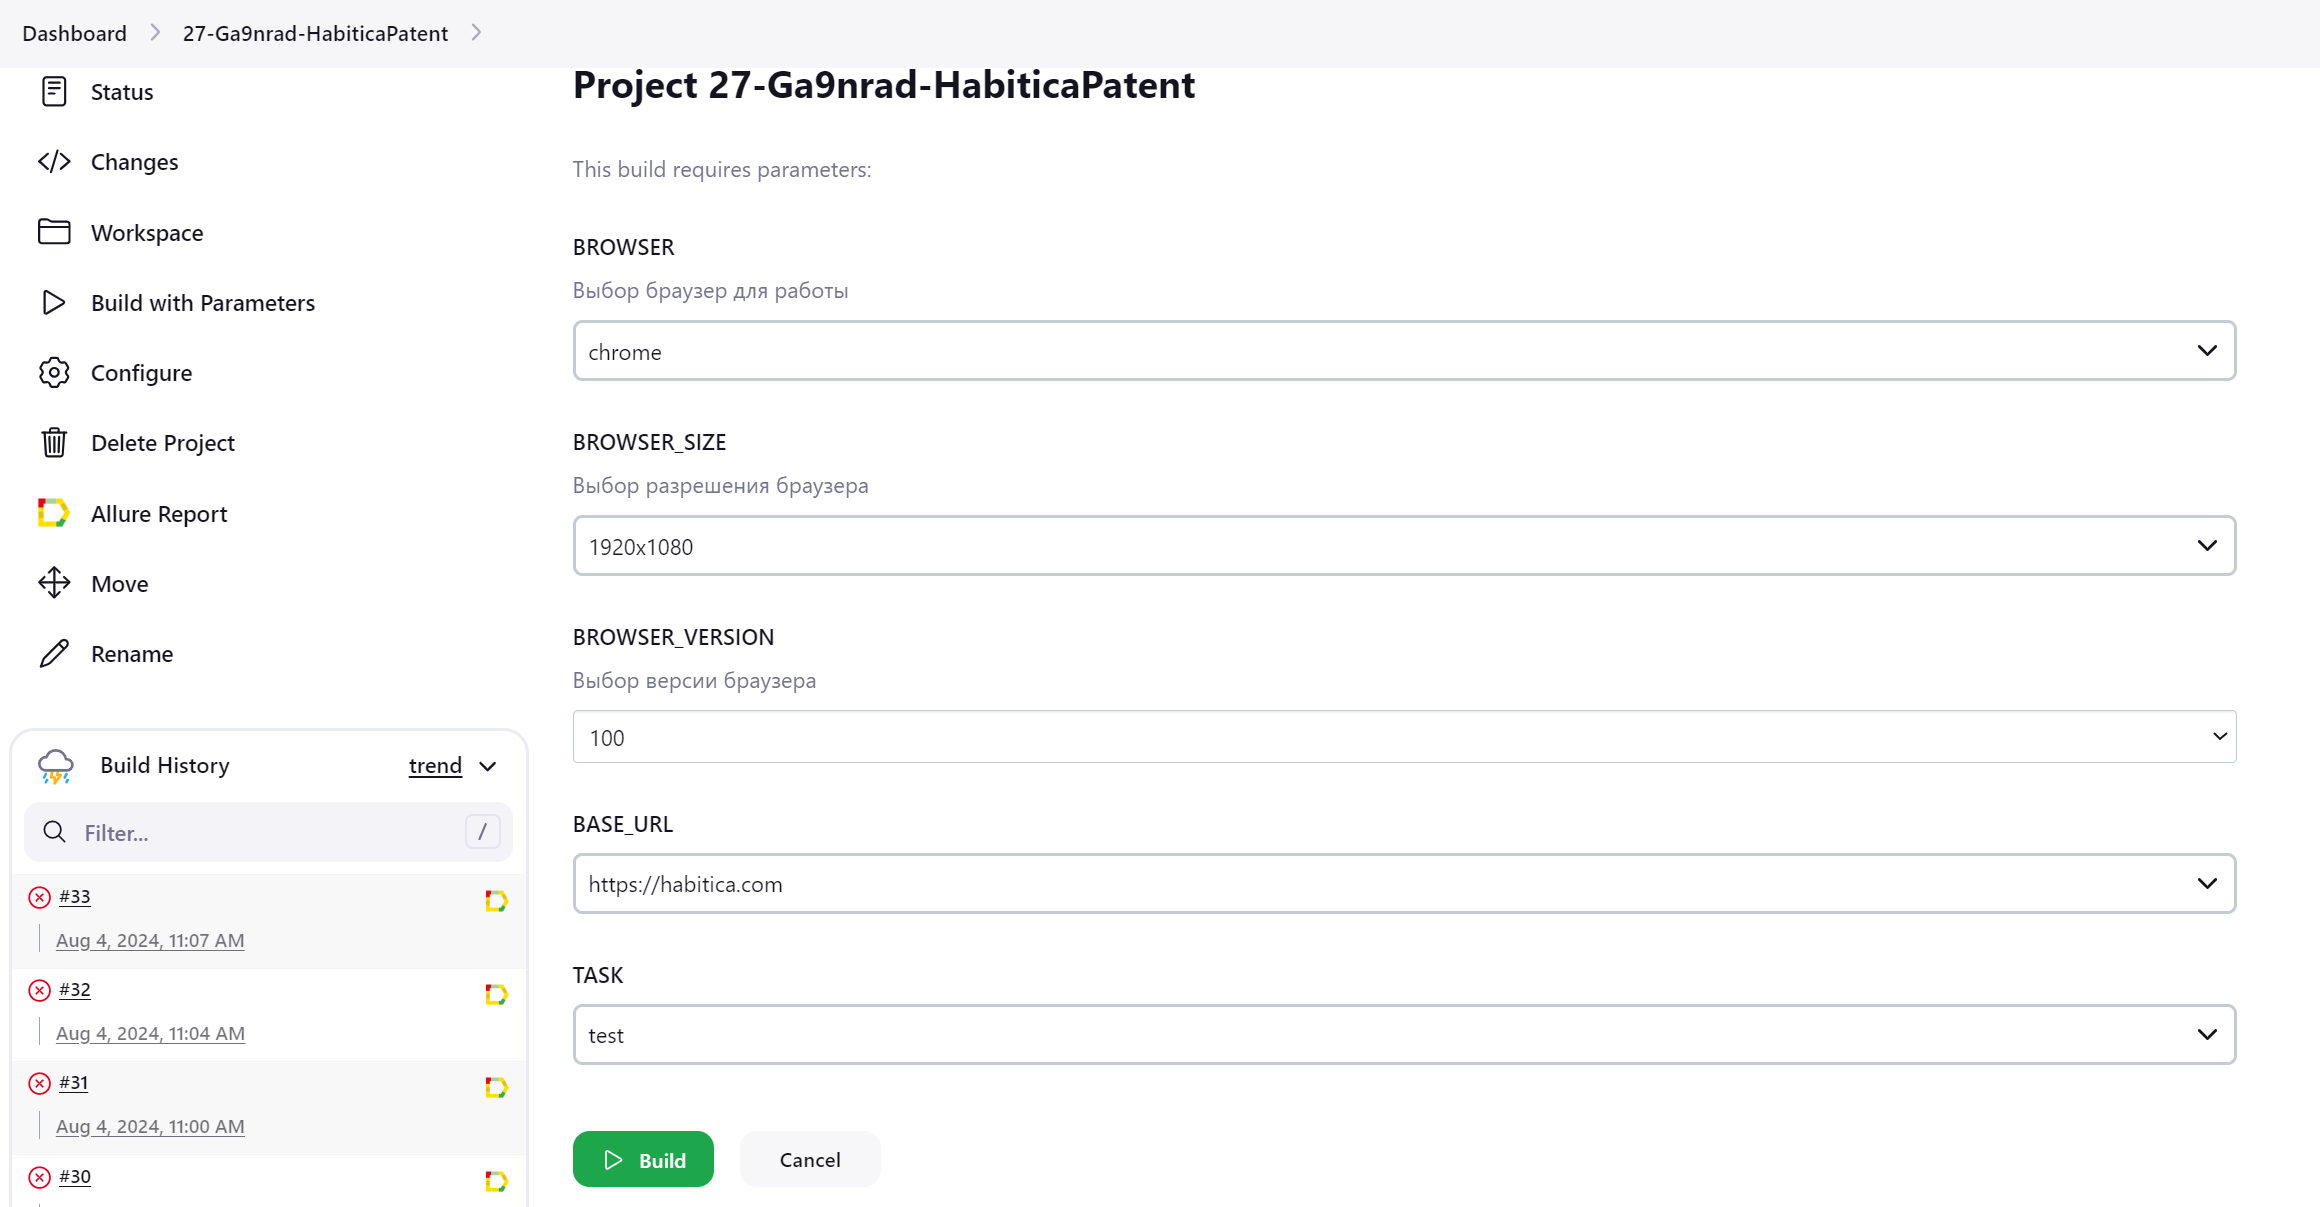 Dashboard
27-Ga9nrad-HabiticaPatent
Status
Changes
Workspace
Build with Parameters
Configure
Delete Project
Allure Report
Move
Rename
Build History
trend
Filter...
/
#33
Aug 4, 2024, 11:07 AM
#32
Aug 4, 2024, 11:04 AM
#31
Aug 4, 2024, 11:00 AM
#30
Project 27-Ga9nrad-HabiticaPatent
This build requires parameters:
BROWSER
Выбор браузер для работы
chrome
BROWSER_SIZE
Выбор разрешения браузера
1920x1080
BROWSER_VERSION
Выбор версии браузера
100
BASE_URL
https://habitica.com
TASK
test
Build
Cancel